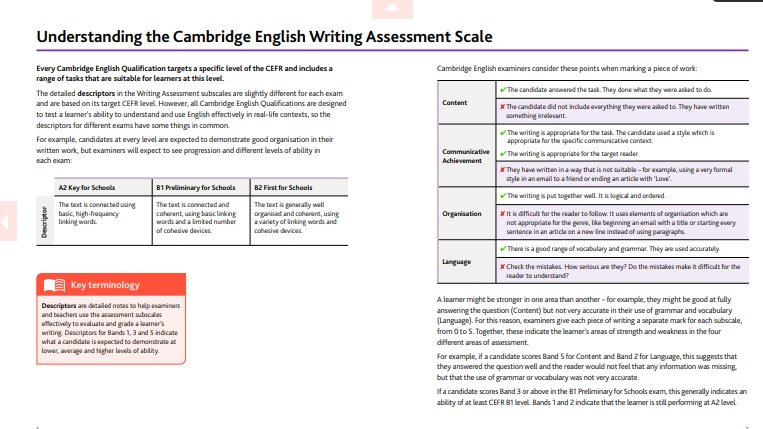 Understanding the Cambridge English Writing Assessment Scale
Every Cambridge English Qualification targets a specific level of the CEFR and includes a
range of tasks that are suitable for learners at this level.
The detailed descriptors in the Writing Assessment subscales are slightly different for each exam
and are based on its target CEFR level. However, all Cambridge English Qualifications are designed
to test a learner's ability to understand and use English effectively in real-life contexts, so the
descriptors for different exams have some things in common.
For example, candidates at every level are expected to demonstrate good organisation in their
written work, but examiners will expect to see progression and different levels of ability in
each exam:
A2 Key for Schools
B1 Preliminary for Schools
B2 First for Schools
Descriptor
The text is connected using
basic, high-frequency
linking words.
The text is connected and
coherent, using basic linking
words and a limited number
of cohesive devices.
The text is generally well
organised and coherent, using
a variety of linking words and
cohesive devices.
Key terminology
Descriptors are detailed notes to help examiners
and teachers use the assessment subscales
effectively to evaluate and grade a learner's
writing. Descriptors for Bands 1, 3 and 5 indicate
what a candidate is expected to demonstrate at
lower, average and higher levels of ability.
Cambridge English examiners consider these points when marking a piece of work:
Content
✔ The candidate answered the task. They done what they were asked to do.
✘ The candidate did not include everything they were asked to. They have written
something irrelevant.
Communicative
Achievement
✔ The writing is appropriate for the task. The candidate used a style which is
appropriate for the specific communicative context.
✔ The writing is appropriate for the target reader.
✘ They have written in a way that is not suitable – for example, using a very formal
style in an email to a friend or ending an article with 'Love'.
Organisation
✔ The writing is put together well. It is logical and ordered.
✘ It is difficult for the reader to follow. It uses elements of organisation which are
not appropriate for the genre, like beginning an email with a title or starting every
sentence in an article on a new line instead of using paragraphs.
Language
✔ There is a good range of vocabulary and grammar. They are used accurately.
✘ Check the mistakes. How serious are they? Do the mistakes make it difficult for the
reader to understand?
A learner might be stronger in one area than another – for example, they might be good at fully
answering the question (Content) but not very accurate in their use of grammar and vocabulary
(Language). For this reason, examiners give each piece of writing a separate mark for each subscale,
from 0 to 5. Together, these indicate the learner's areas of strength and weakness in the four
different areas of assessment.
For example, if a candidate scores Band 5 for Content and Band 2 for Language, this suggests that
they answered the question well and the reader would not feel that any information was missing,
but that the use of grammar or vocabulary was not very accurate.
If a candidate scores Band 3 or above in the B1 Preliminary for Schools exam, this generally indicates an
ability of at least CEFR B1 level. Bands 1 and 2 indicate that the learner is still performing at A2 level.